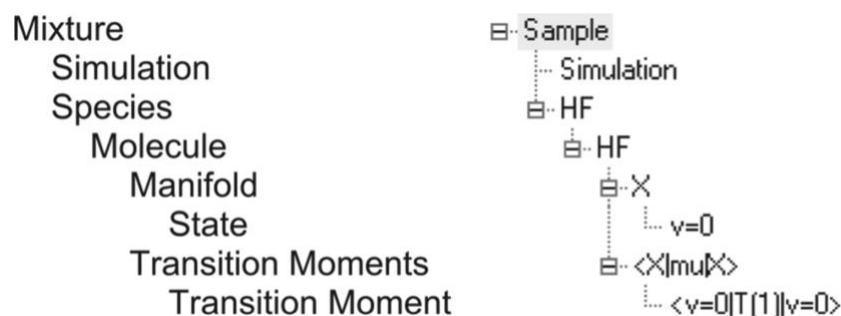 Mixture
Simulation
Species
Molecule
Manifold
State
Transition Moments
Transition Moment
Sample
Simulation
HF
HF
X
v=0
<X|mu|X>
<v=0|T(1)|v=0>